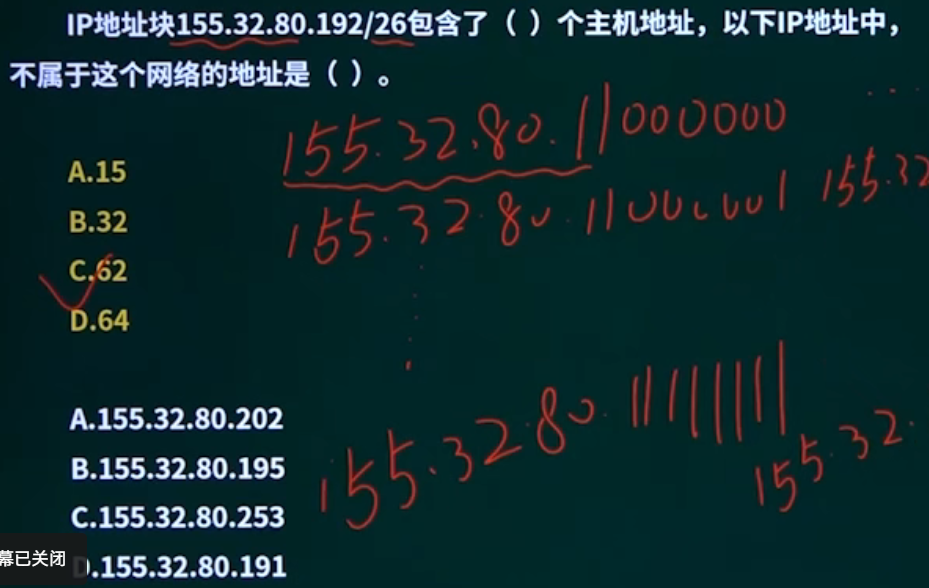 IP地址块155.32.80.192/26包含了（ ）个主机地址，以下IP地址中，
不属于这个网络的地址是（ ）。
155.32.80.11000000
A.15
155.32.80.11000001 155.32
B.32
C.62
D.64
A.155.32.80.202
155.32.80.11111111
B.155.32.80.195
155.32.
C.155.32.80.253
幕已关闭
D.155.32.80.191